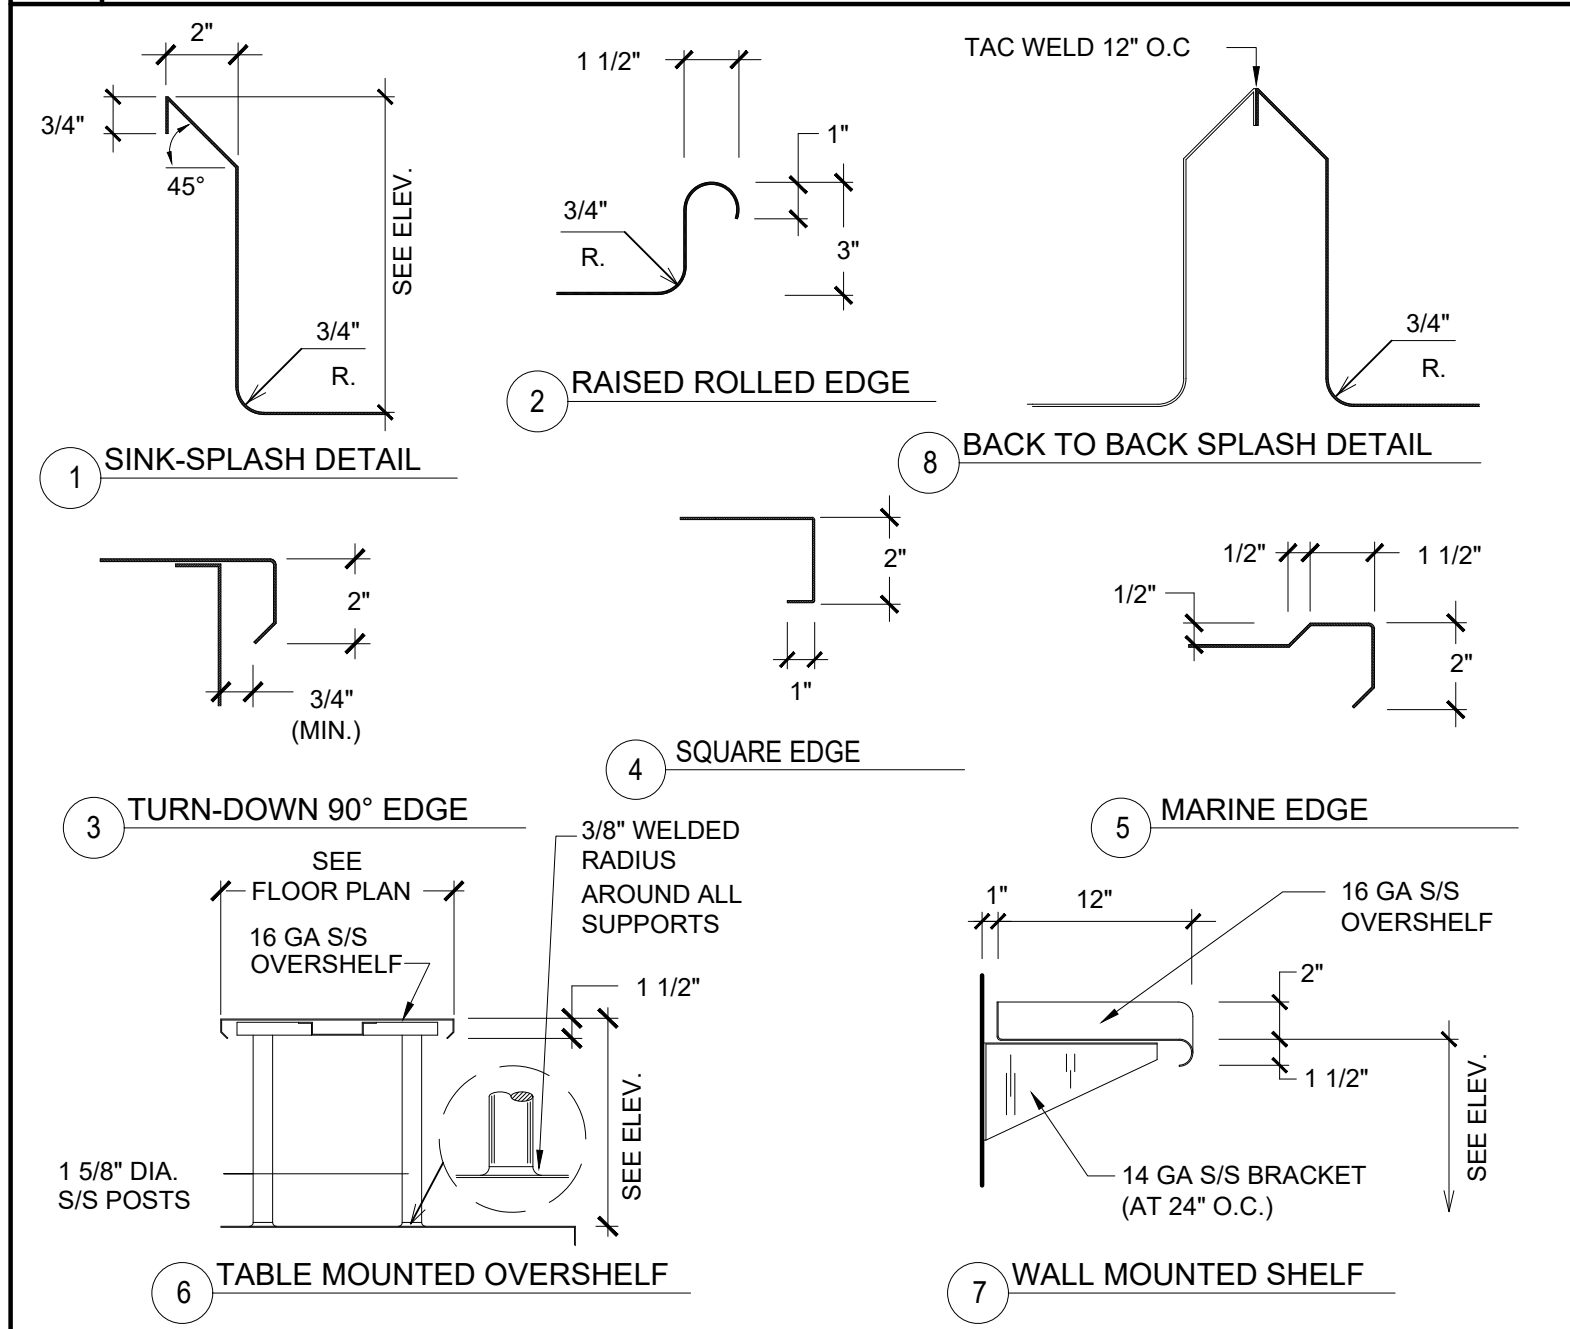 2"
3/4"
45°
SEE ELEV.
3/4"
R.
1 SINK-SPLASH DETAIL
1 1/2"
1"
3/4"
R.
3"
2 RAISED ROLLED EDGE
TAC WELD 12" O.C
3/4"
R.
8 BACK TO BACK SPLASH DETAIL
2"
3/4"
(MIN.)
3 TURN-DOWN 90° EDGE
2"
1"
4 SQUARE EDGE
1/2"
1 1/2"
1/2"
2"
5 MARINE EDGE
SEE
FLOOR PLAN
16 GA S/S
OVERSHELF
3/8" WELDED
RADIUS
AROUND ALL
SUPPORTS
1 1/2"
SEE ELEV.
1 5/8" DIA.
S/S POSTS
6 TABLE MOUNTED OVERSHELF
1"
12"
16 GA S/S
OVERSHELF
2"
1 1/2"
SEE ELEV.
14 GA S/S BRACKET
(AT 24" O.C.)
7 WALL MOUNTED SHELF